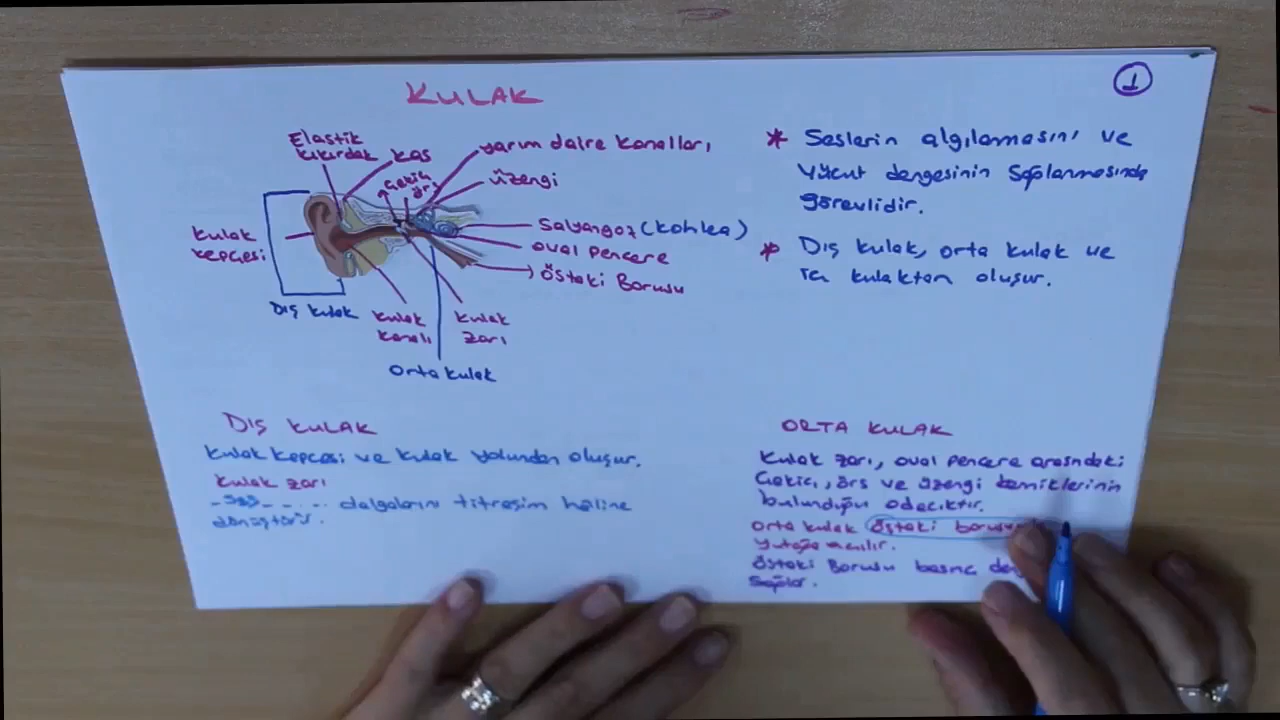 KULAK
1
Elastik
kıkırdak
kas
Çekiç
örs
yarım daire kanalları
üzengi
Salyangoz (kohlea)
oval pencere
östaki Borusu
kulak
kepçesi
Dış kulak
kulak
kanalı
kulak
zarı
Orta kulak
* Seslerin algılanmasını ve
vücut dengesinin sağlanmasında
görevlidir.
* Dış kulak, orta kulak ve
iç kulaktan oluşur.
DIŞ KULAK
Kulak kepçesi ve kulak yolundan oluşur.
kulak zarı
Ses dalgalarını titreşim haline
dönüştürür.
ORTA KULAK
Kulak zarı, oval pencere arasındaki
Çekiç, örs ve üzengi kemiklerinin
bulunduğu odacıktır.
Orta kulak östaki
yutağa açılır.
östaki Borusu basınç
sağlar.